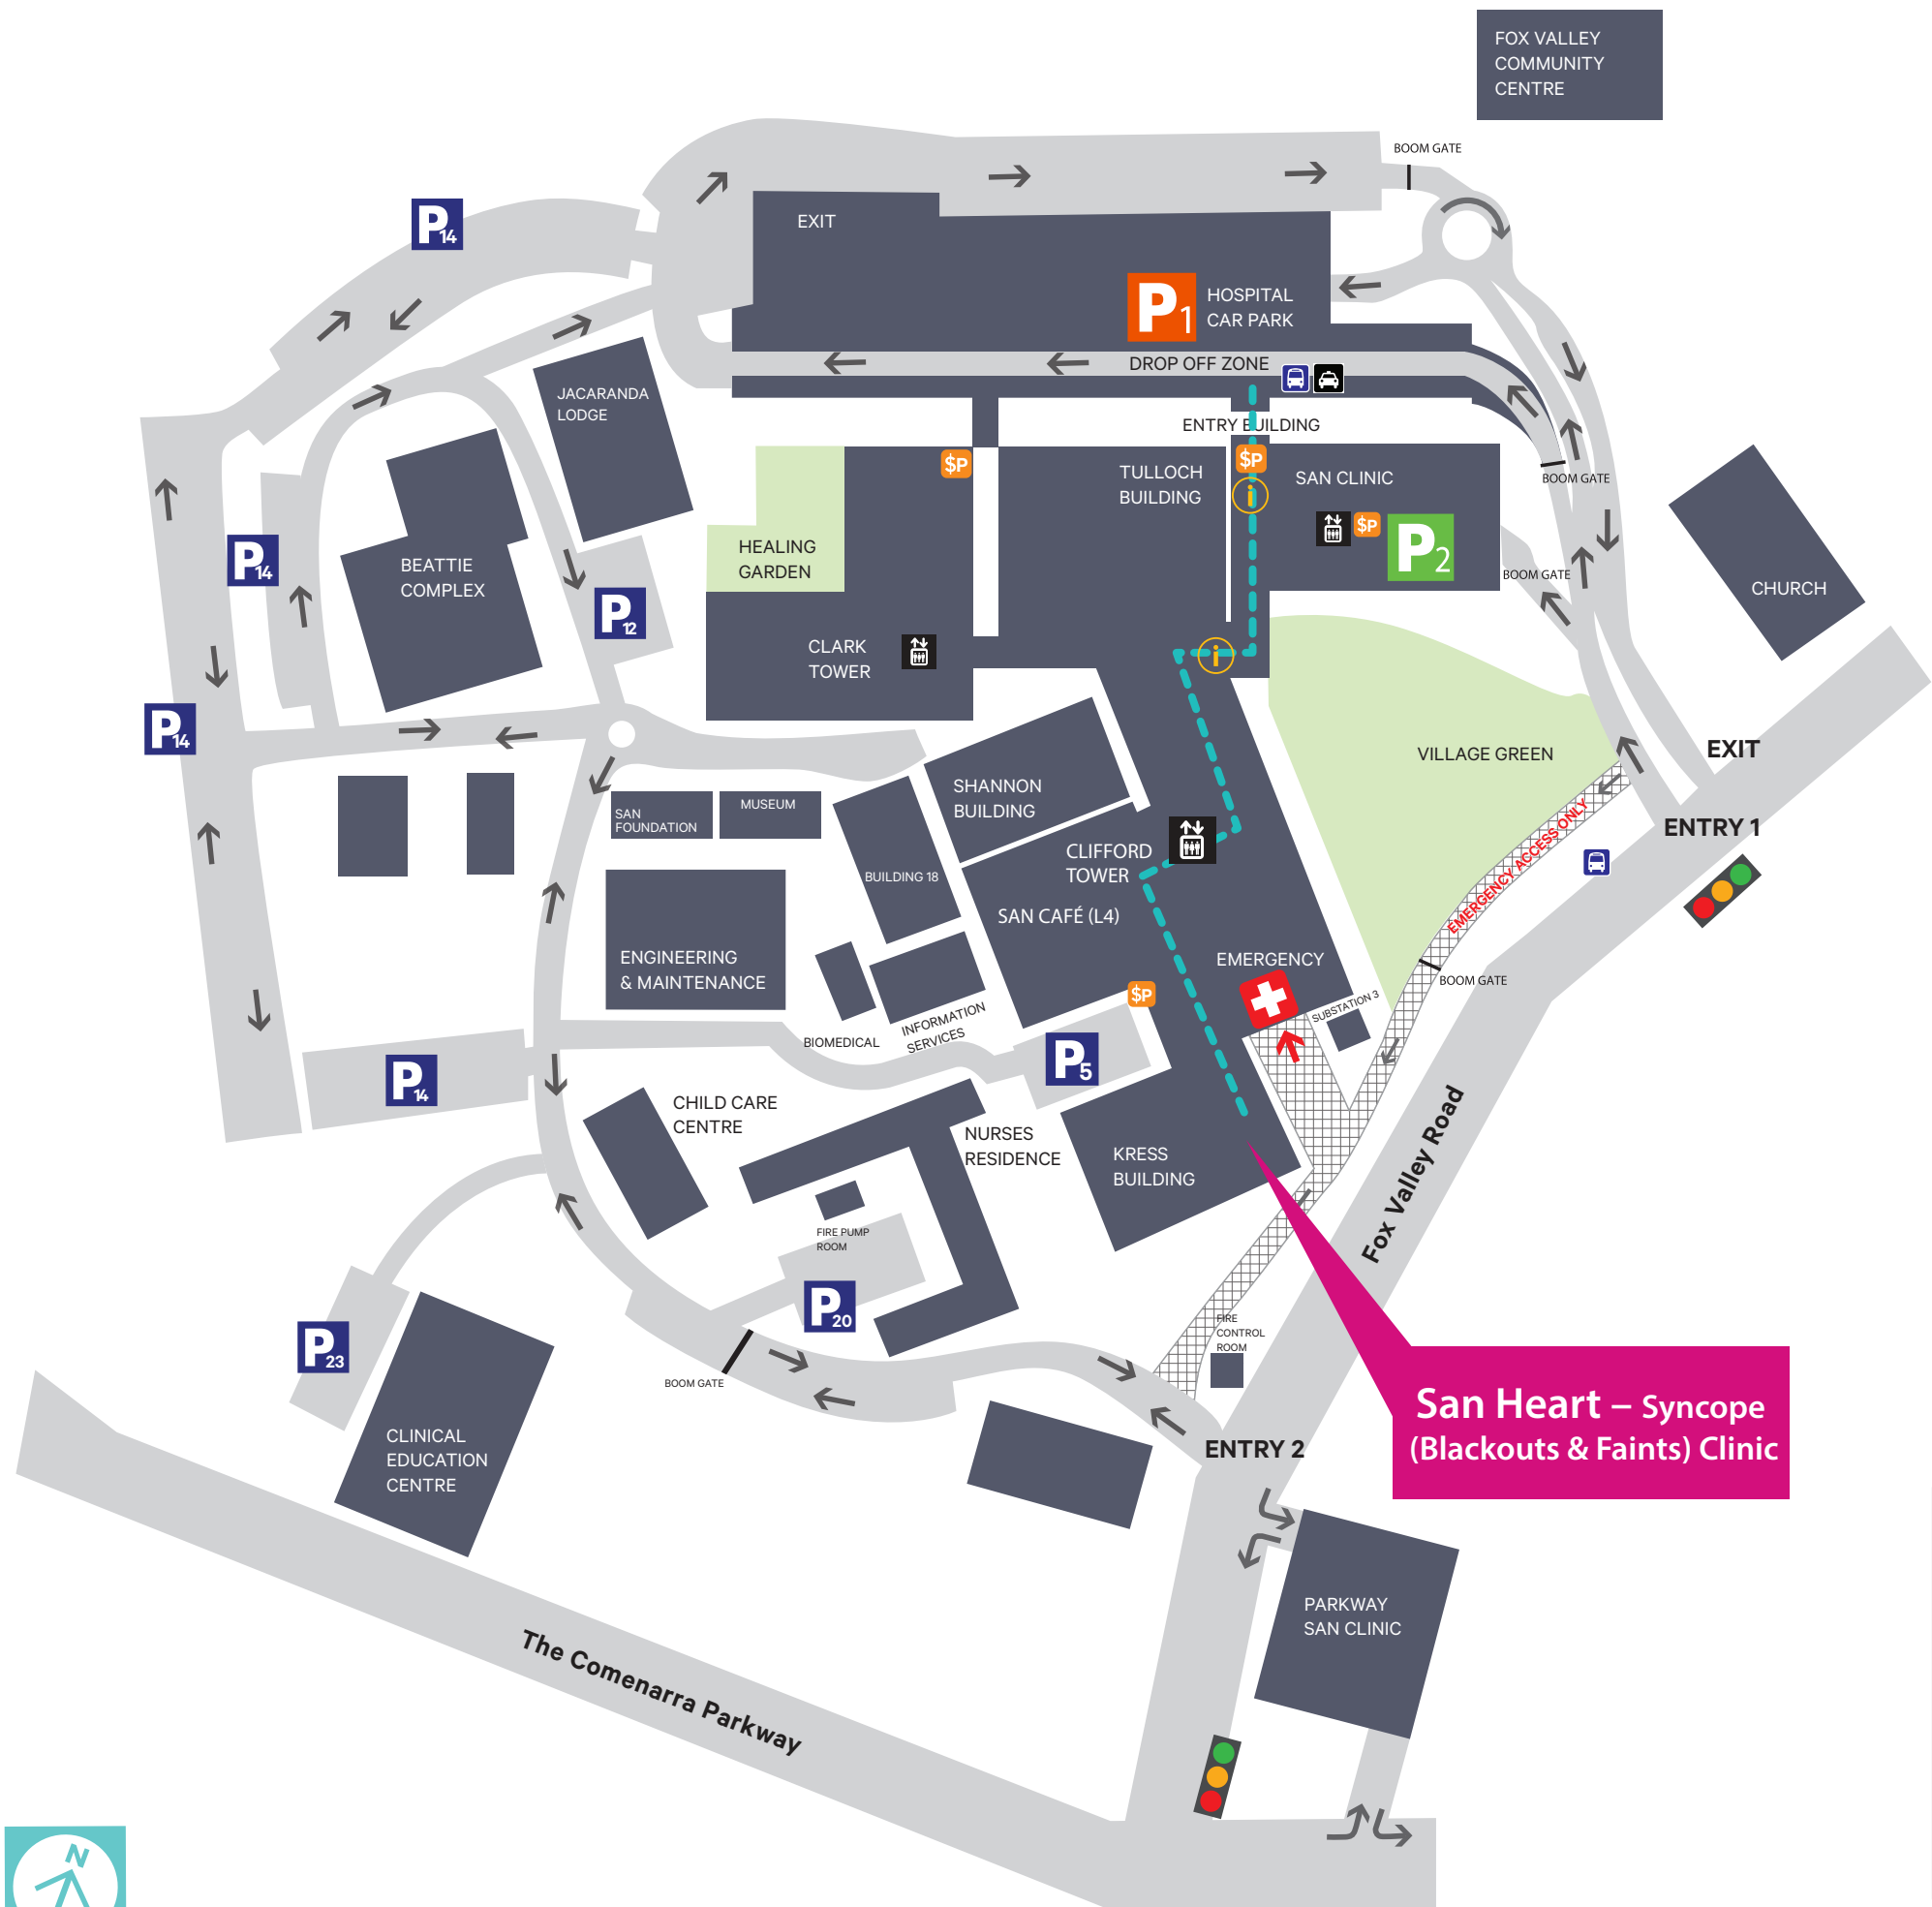 FOX VALLEY
COMMUNITY
CENTRE
BOOM GATE
EXIT
P14
P1
HOSPITAL
CAR PARK
DROP OFF ZONE
JACARANDA
LODGE
ENTRY BUILDING
$P
$P
TULLOCH
BUILDING
i
SAN CLINIC
BOOM GATE
$P
P2
HEALING
GARDEN
P14
BEATTIE
COMPLEX
BOOM GATE
CHURCH
P12
CLARK
TOWER
i
P14
VILLAGE GREEN
EXIT
ENTRY 1
SHANNON
BUILDING
SAN
FOUNDATION
MUSEUM
EMERGENCY ACCESS ONLY
CLIFFORD
TOWER
BUILDING 18
SAN CAFÉ (L4)
ENGINEERING
& MAINTENANCE
EMERGENCY
BOOM GATE
$P
SUBSTATION 3
INFORMATION
SERVICES
BIOMEDICAL
P5
P14
CHILD CARE
CENTRE
NURSES
RESIDENCE
KRESS
BUILDING
Fox Valley Road
FIRE PUMP
ROOM
P20
P23
FIRE
CONTROL
ROOM
BOOM GATE
San Heart – Syncope
(Blackouts & Faints) Clinic
CLINICAL
EDUCATION
CENTRE
ENTRY 2
PARKWAY
SAN CLINIC
The Comenarra Parkway
N